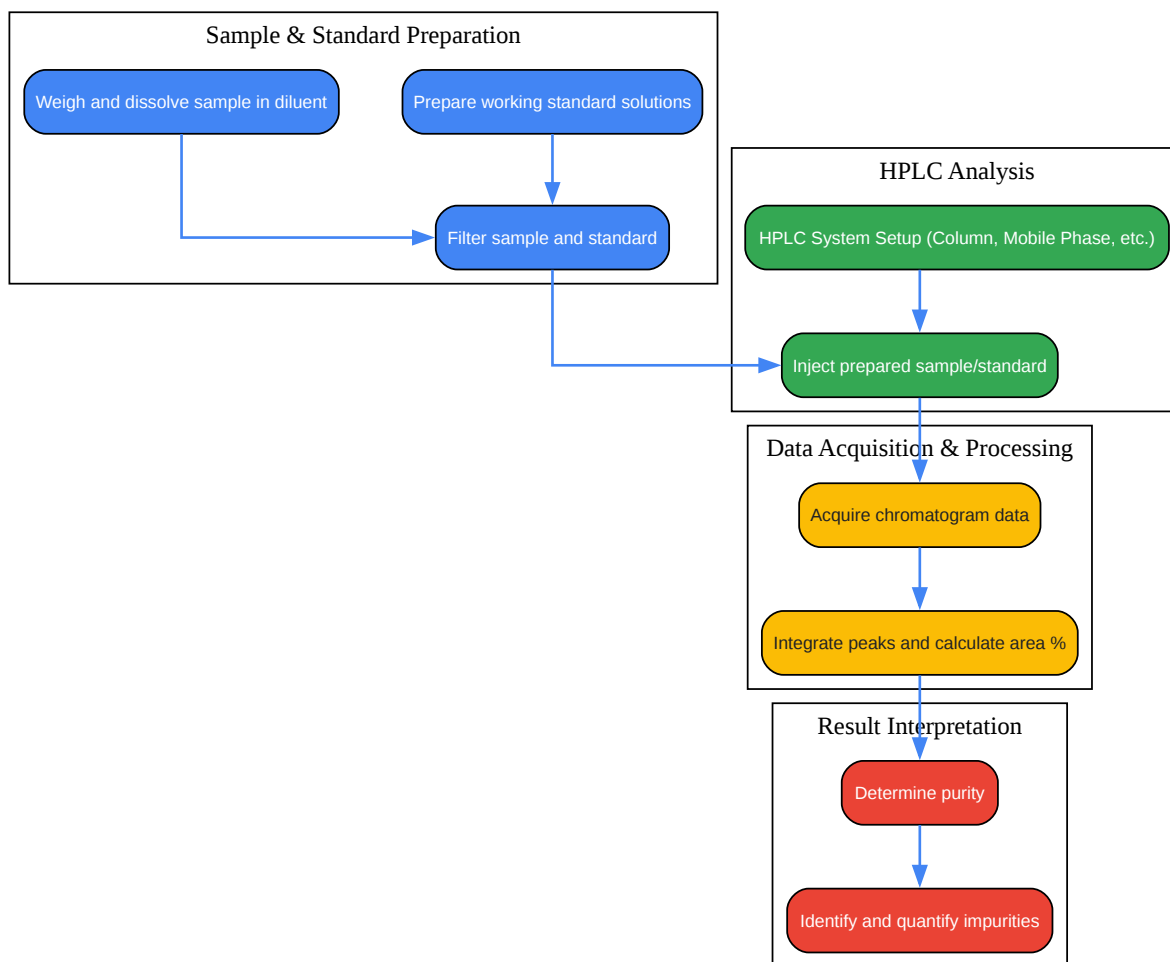 Sample & Standard Preparation
Weigh and dissolve sample in diluent
Prepare working standard solutions
Filter sample and standard
HPLC Analysis
HPLC System Setup (Column, Mobile Phase, etc.)
Inject prepared sample/standard
Data Acquisition & Processing
Acquire chromatogram data
Integrate peaks and calculate area %
Result Interpretation
Determine purity
Identify and quantify impurities